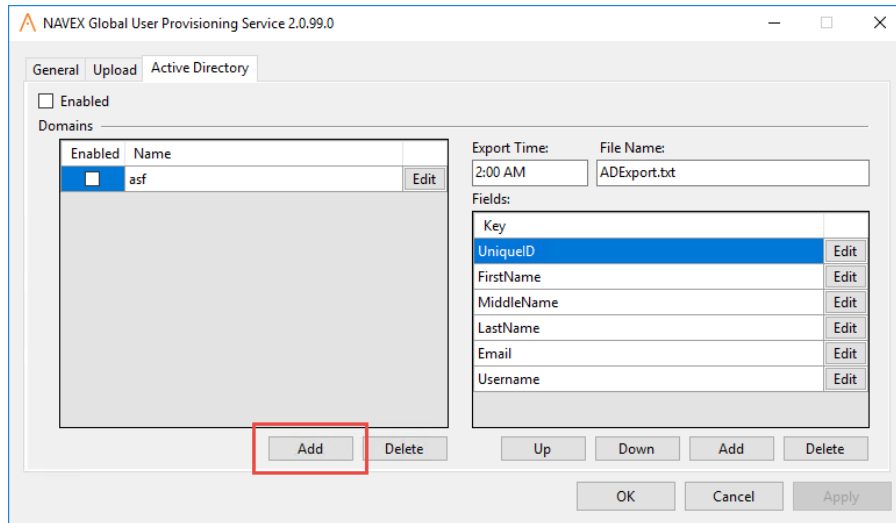 NAVEX Global User Provisioning Service 2.0.99.0
General Upload Active Directory
Enabled
Domains
Enabled Name
asf Edit
Add Delete
Export Time: File Name:
2:00 AM ADExport.txt
Fields:
Key
UniqueID Edit
FirstName Edit
MiddleName Edit
LastName Edit
Email Edit
Username Edit
Up Down Add Delete
OK Cancel Apply